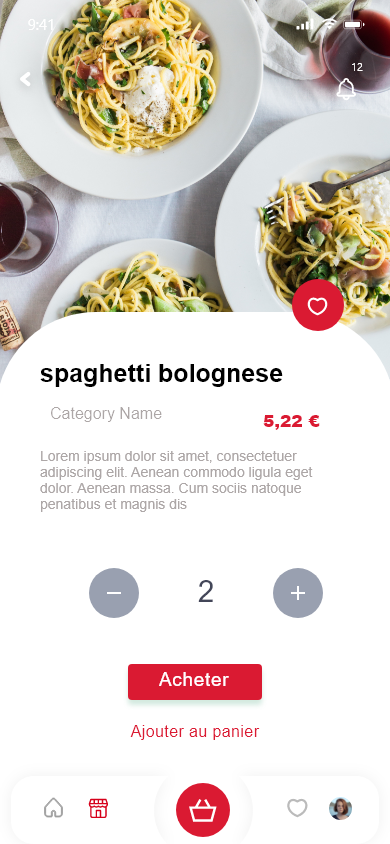 9:41
12
spaghetti bolognese
Category Name
5,22 €
Lorem ipsum dolor sit amet, consectetuer
adipiscing elit. Aenean commodo ligula eget
dolor. Aenean massa. Cum sociis natoque
penatibus et magnis dis
2
Acheter
Ajouter au panier